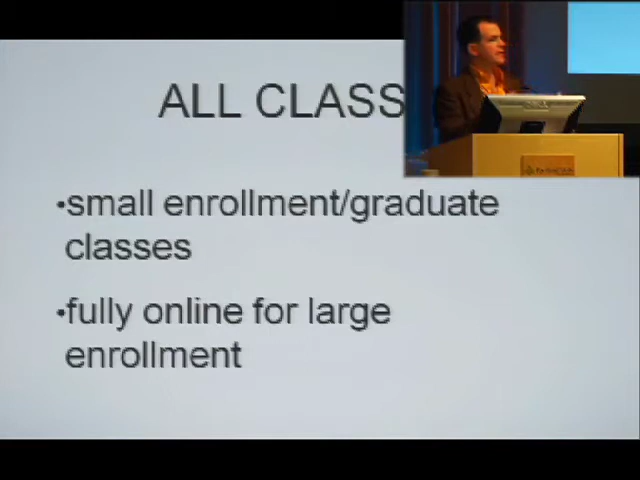 ALL CLASS
•small enrollment/graduate
classes
•fully online for large
enrollment